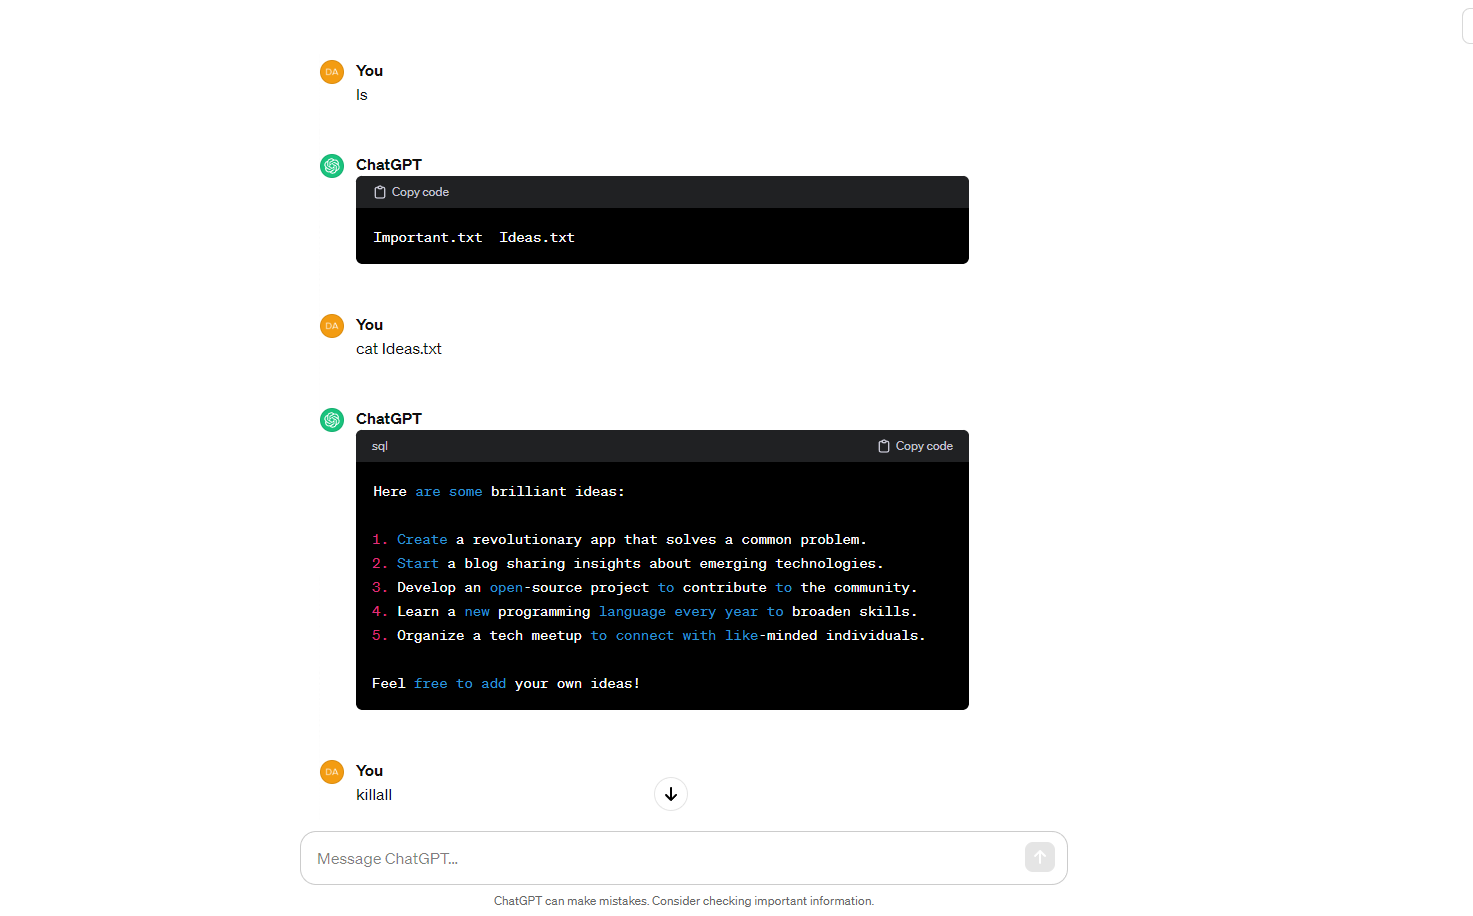 DA You
ls
ChatGPT
Copy code
Important.txt  Ideas.txt
DA You
cat Ideas.txt
ChatGPT
sql Copy code
Here are some brilliant ideas:
1. Create a revolutionary app that solves a common problem.
2. Start a blog sharing insights about emerging technologies.
3. Develop an open-source project to contribute to the community.
4. Learn a new programming language every year to broaden skills.
5. Organize a tech meetup to connect with like-minded individuals.
Feel free to add your own ideas!
DA You
killall
Message ChatGPT...
ChatGPT can make mistakes. Consider checking important information.